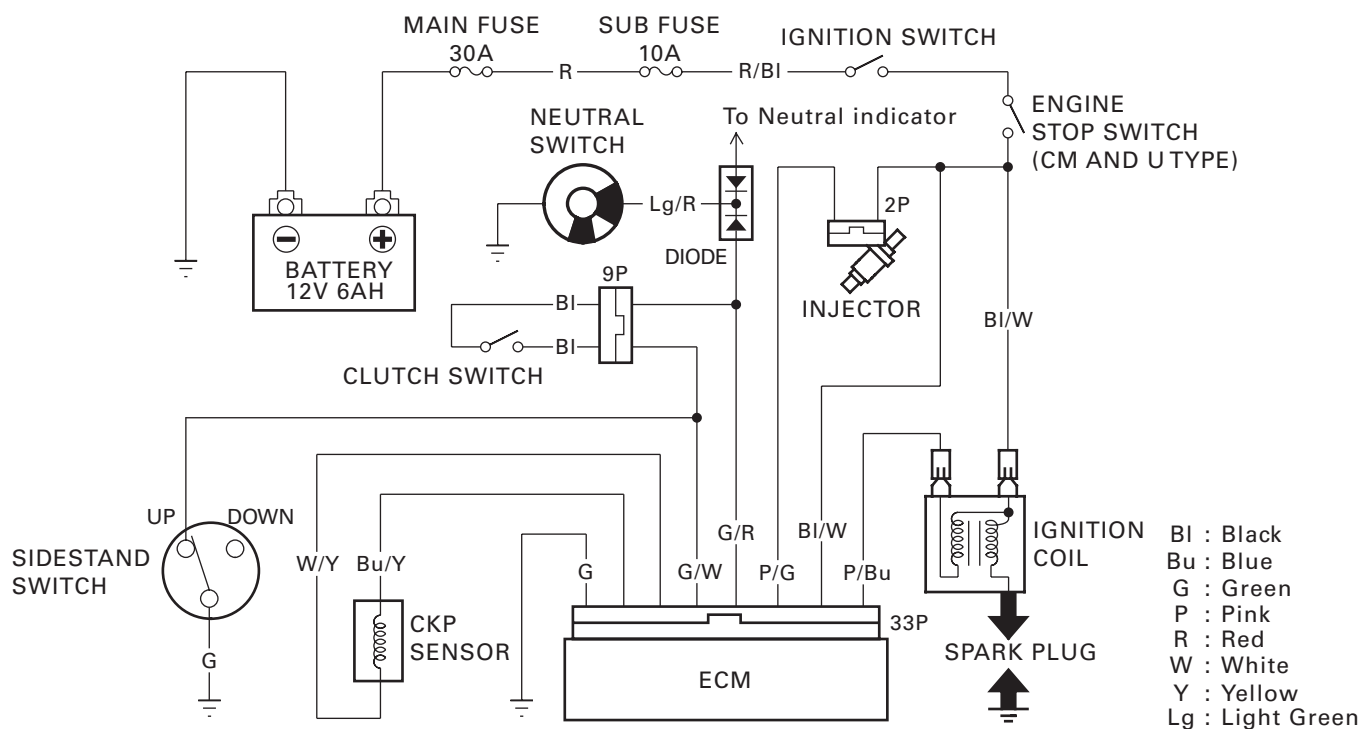 MAIN FUSE
30A
SUB FUSE
10A
IGNITION SWITCH
R
R/Bl
ENGINE
STOP SWITCH
(CM AND U TYPE)
NEUTRAL
SWITCH
To Neutral indicator
Lg/R
DIODE
2P
INJECTOR
BATTERY
12V 6AH
9P
Bl
Bl
CLUTCH SWITCH
Bl/W
UP
DOWN
SIDESTAND
SWITCH
G
W/Y
Bu/Y
CKP
SENSOR
G
G/W
G/R
P/G
Bl/W
P/Bu
33P
ECM
IGNITION
COIL
SPARK PLUG
Bl : Black
Bu : Blue
G : Green
P : Pink
R : Red
W : White
Y : Yellow
Lg : Light Green